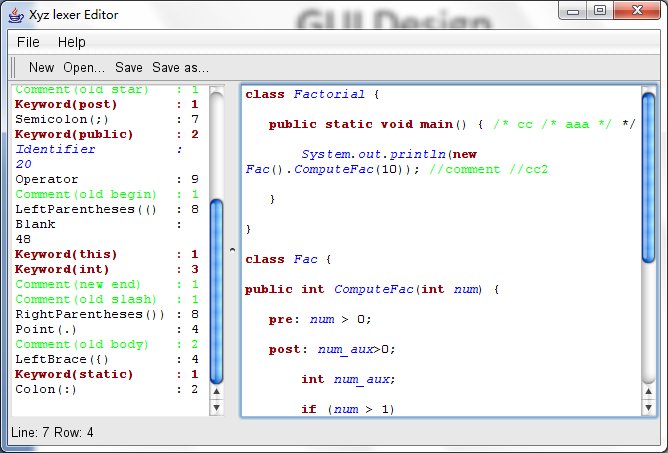 GUI Design
Xyz lexer Editor
File Help
New Open... Save Save as...
Comment(old star) : 1
Keyword(post) : 1
Semicolon(;) : 7
Keyword(public) : 2
Identifier :
20
Operator : 9
Comment(old begin) : 1
LeftParentheses(() : 8
Blank :
48
Keyword(this) : 1
Keyword(int) : 3
Comment(new end) : 1
Comment(old slash) : 1
RightParentheses()) : 8
Point(.) : 4
Comment(old body) : 2
LeftBrace({) : 4
Keyword(static) : 1
Colon(:) : 2
class Factorial {
public static void main() { /* cc /* aaa */ */
System.out.println(new
Fac().ComputeFac(10)); //comment //cc2
}
}
class Fac {
public int ComputeFac(int num) {
pre: num > 0;
post: num_aux>0;
int num_aux;
if (num > 1)
Line: 7 Row: 4